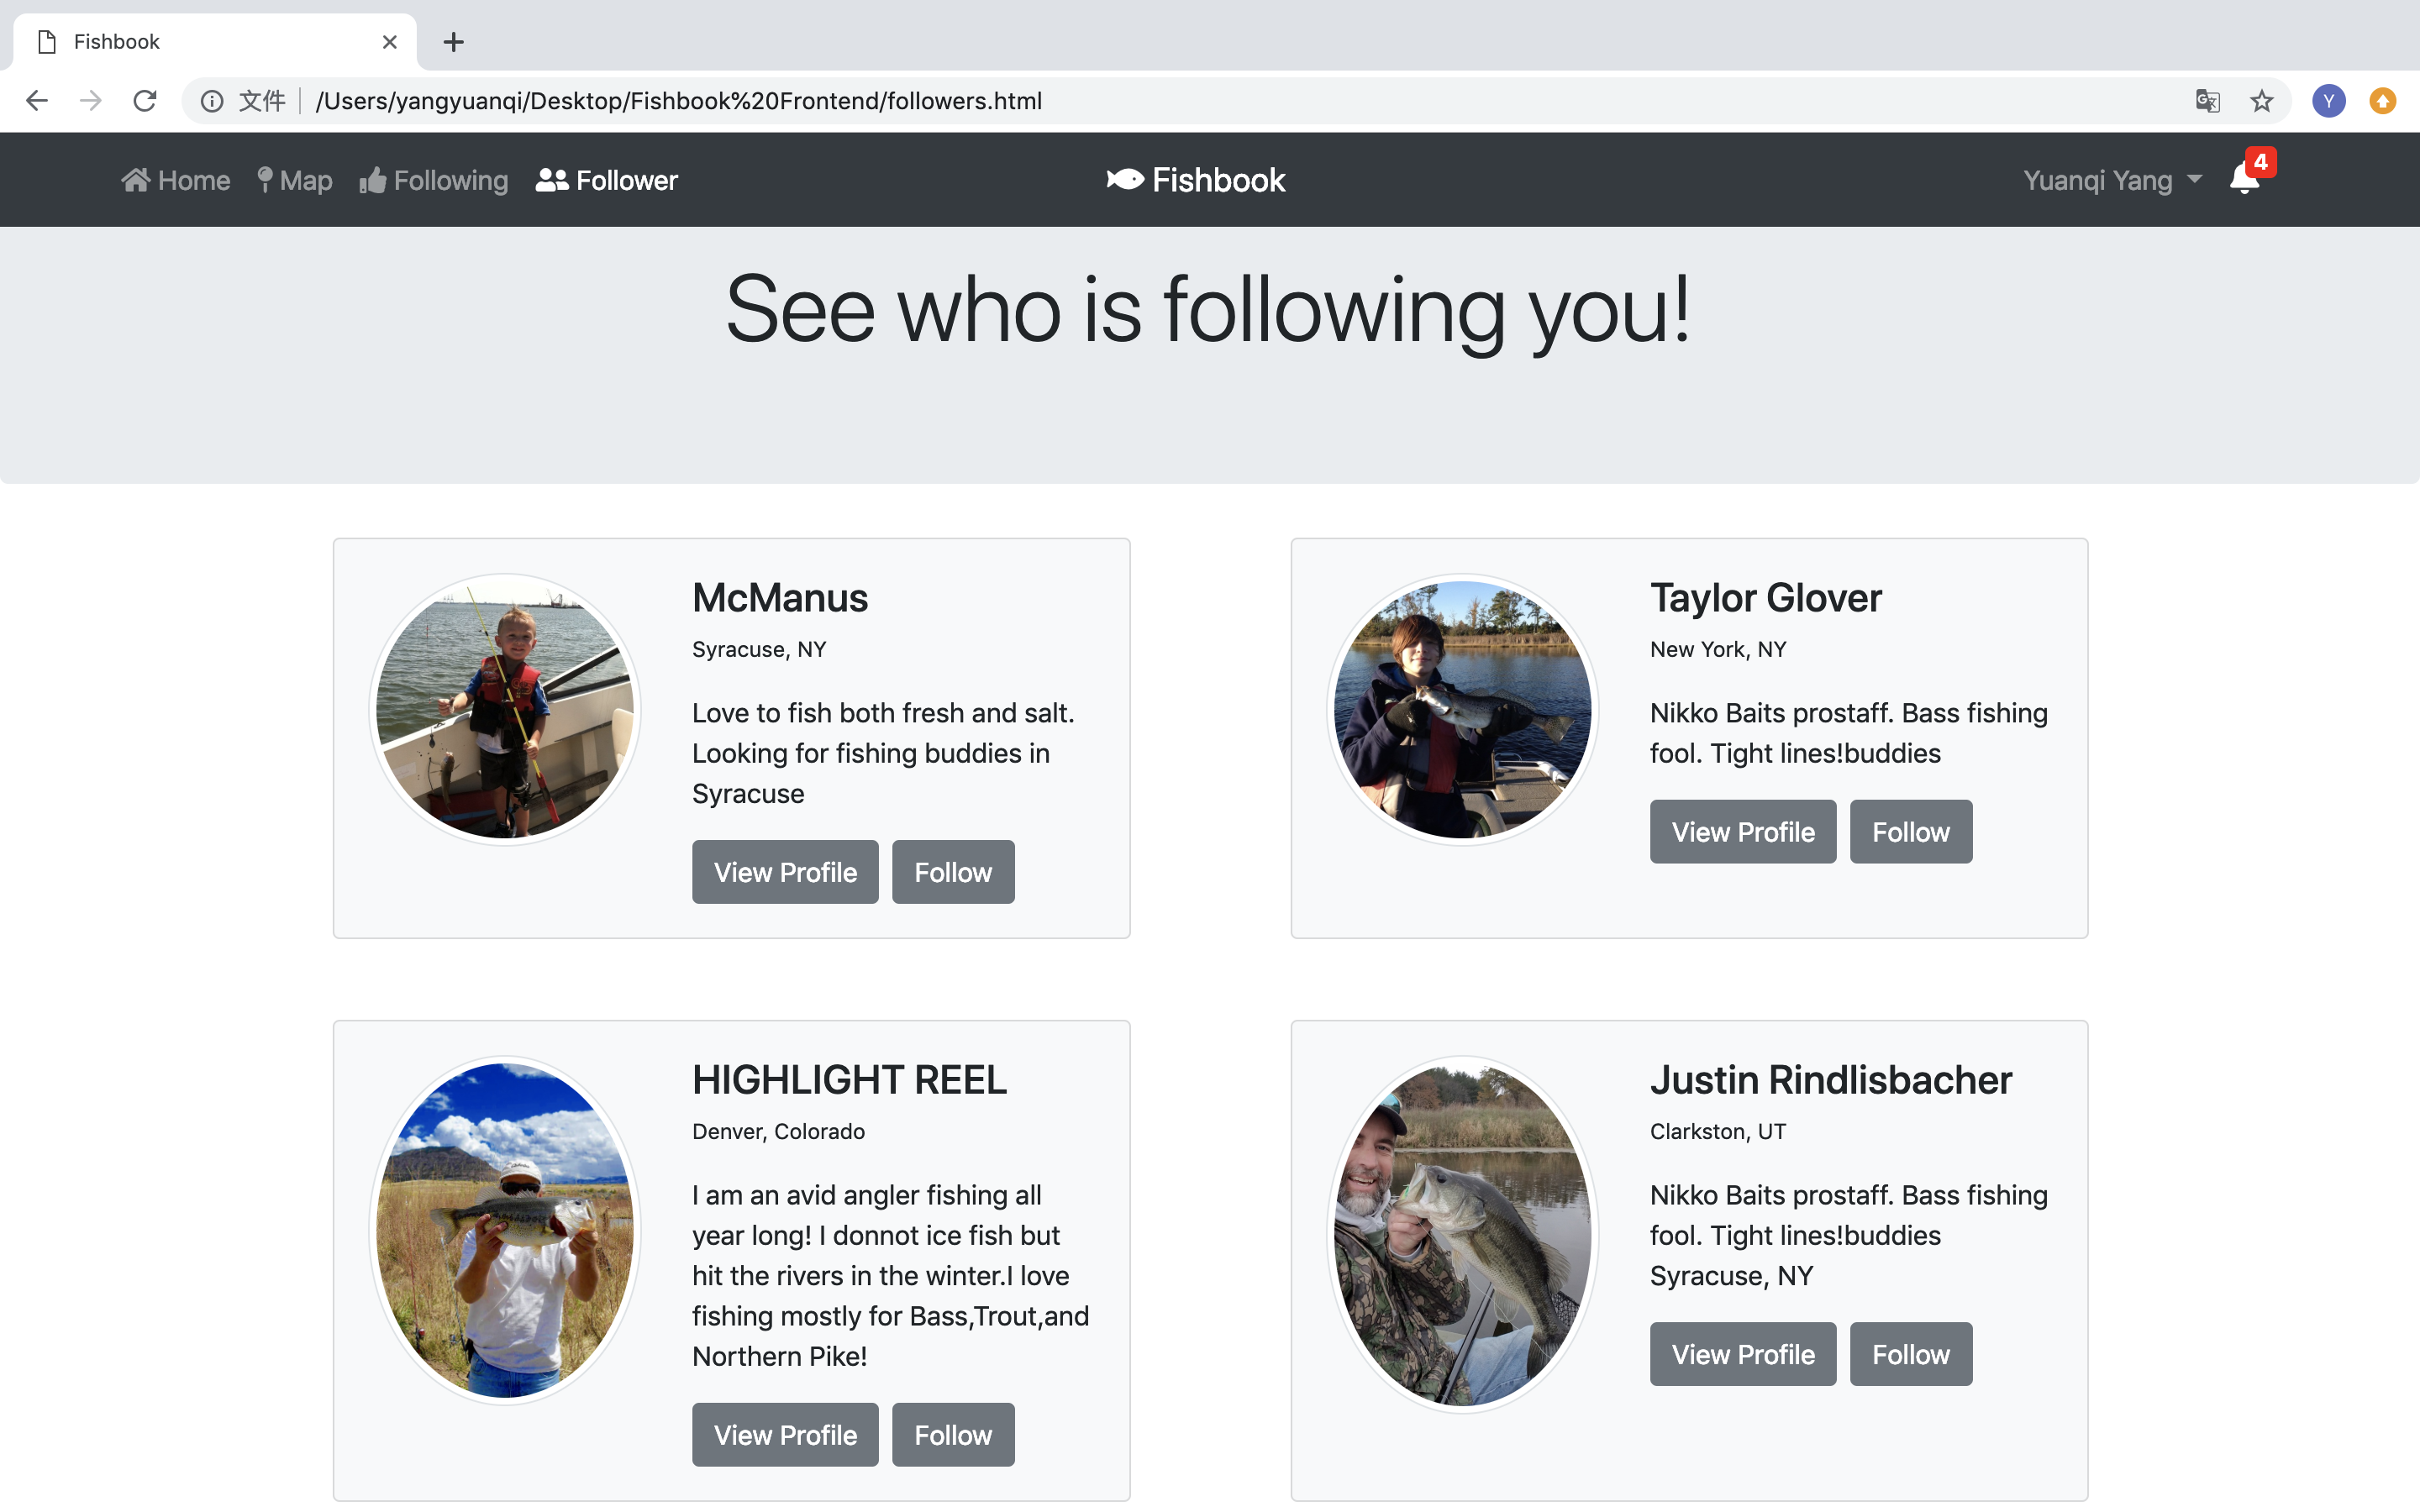 Fishbook
文件 /Users/yangyuanqi/Desktop/Fishbook%20Frontend/followers.html
Y
Home Map Following Follower
Fishbook
Yuanqi Yang 4
See who is following you!
McManus
Syracuse, NY
Love to fish both fresh and salt.
Looking for fishing buddies in
Syracuse
View Profile Follow
Taylor Glover
New York, NY
Nikko Baits prostaff. Bass fishing
fool. Tight lines!buddies
View Profile Follow
HIGHLIGHT REEL
Denver, Colorado
I am an avid angler fishing all
year long! I donnot ice fish but
hit the rivers in the winter.I love
fishing mostly for Bass,Trout,and
Northern Pike!
View Profile Follow
Justin Rindlisbacher
Clarkston, UT
Nikko Baits prostaff. Bass fishing
fool. Tight lines!buddies
Syracuse, NY
View Profile Follow